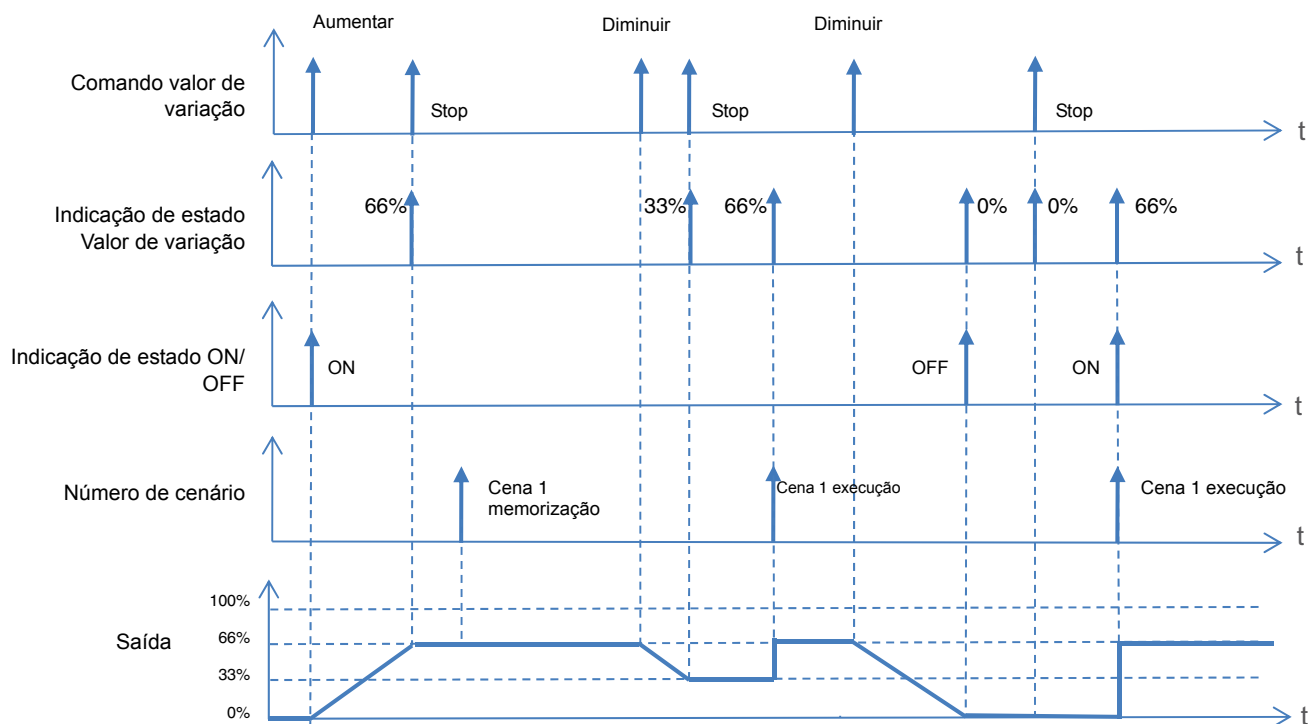 Aumentar
Diminuir
Diminuir
Comando valor de
variação
Stop
Stop
Stop
t
Indicação de estado
Valor de variação
66%
33%
66%
0%
0%
66%
t
Indicação de estado ON/
OFF
ON
OFF
ON
t
Número de cenário
Cena 1
memorização
Cena 1 execução
Cena 1 execução
t
Saída
100%
66%
33%
0%
t